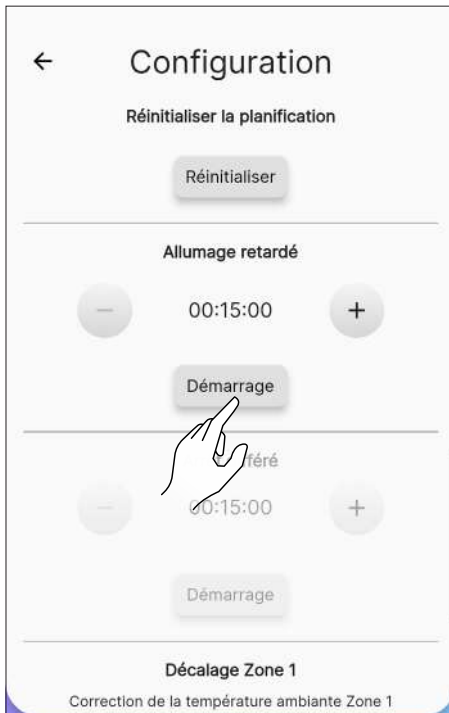 ← Configuration
Réinitialiser la planification
Réinitialiser
Allumage retardé
− 00:15:00 +
Démarrage
féré
− 00:15:00 +
Démarrage
Décalage Zone 1
Correction de la température ambiante Zone 1